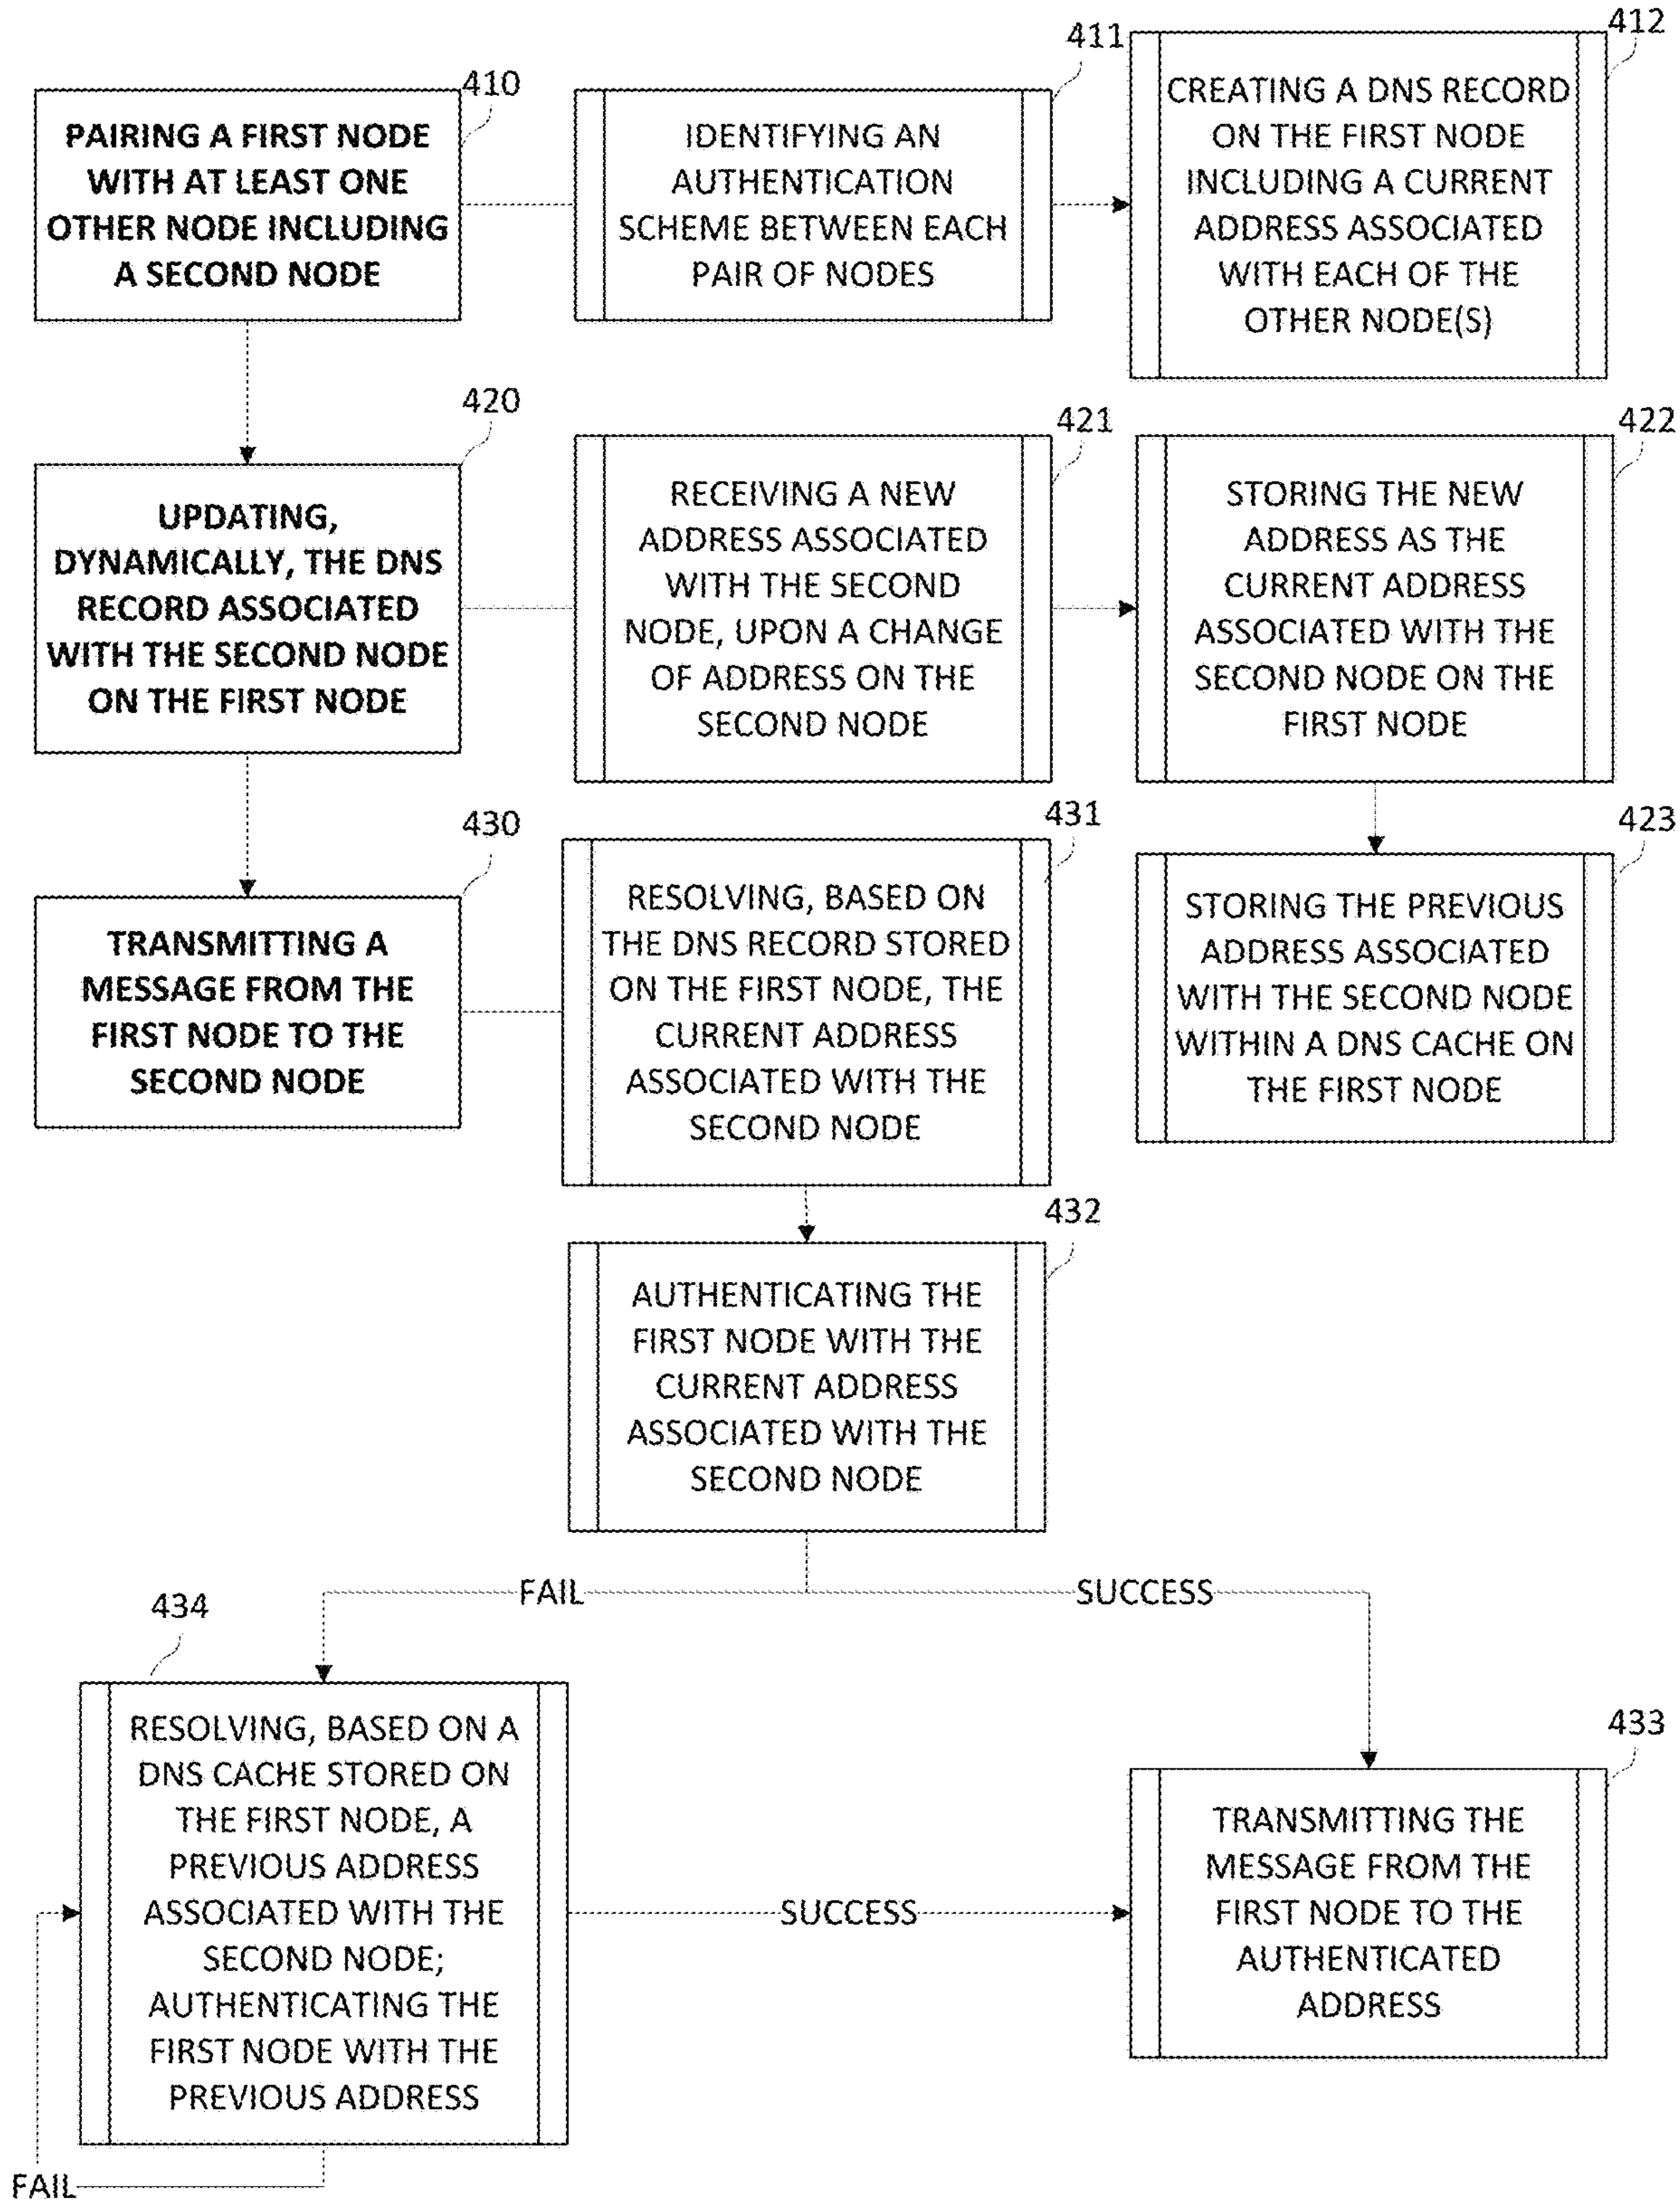 410
PAIRING A FIRST NODE
WITH AT LEAST ONE
OTHER NODE INCLUDING
A SECOND NODE
411
IDENTIFYING AN
AUTHENTICATION
SCHEME BETWEEN EACH
PAIR OF NODES
412
CREATING A DNS RECORD
ON THE FIRST NODE
INCLUDING A CURRENT
ADDRESS ASSOCIATED
WITH EACH OF THE
OTHER NODE(S)
420
UPDATING,
DYNAMICALLY, THE DNS
RECORD ASSOCIATED
WITH THE SECOND NODE
ON THE FIRST NODE
421
RECEIVING A NEW
ADDRESS ASSOCIATED
WITH THE SECOND
NODE, UPON A CHANGE
OF ADDRESS ON THE
SECOND NODE
422
STORING THE NEW
ADDRESS AS THE
CURRENT ADDRESS
ASSOCIATED WITH THE
SECOND NODE ON THE
FIRST NODE
423
STORING THE PREVIOUS
ADDRESS ASSOCIATED
WITH THE SECOND NODE
WITHIN A DNS CACHE ON
THE FIRST NODE
430
TRANSMITTING A
MESSAGE FROM THE
FIRST NODE TO THE
SECOND NODE
431
RESOLVING, BASED ON
THE DNS RECORD STORED
ON THE FIRST NODE, THE
CURRENT ADDRESS
ASSOCIATED WITH THE
SECOND NODE
432
AUTHENTICATING THE
FIRST NODE WITH THE
CURRENT ADDRESS
ASSOCIATED WITH THE
SECOND NODE
FAIL
SUCCESS
434
RESOLVING, BASED ON A
DNS CACHE STORED ON
THE FIRST NODE, A
PREVIOUS ADDRESS
ASSOCIATED WITH THE
SECOND NODE;
AUTHENTICATING THE
FIRST NODE WITH THE
PREVIOUS ADDRESS
SUCCESS
433
TRANSMITTING THE
MESSAGE FROM THE
FIRST NODE TO THE
AUTHENTICATED
ADDRESS
FAIL